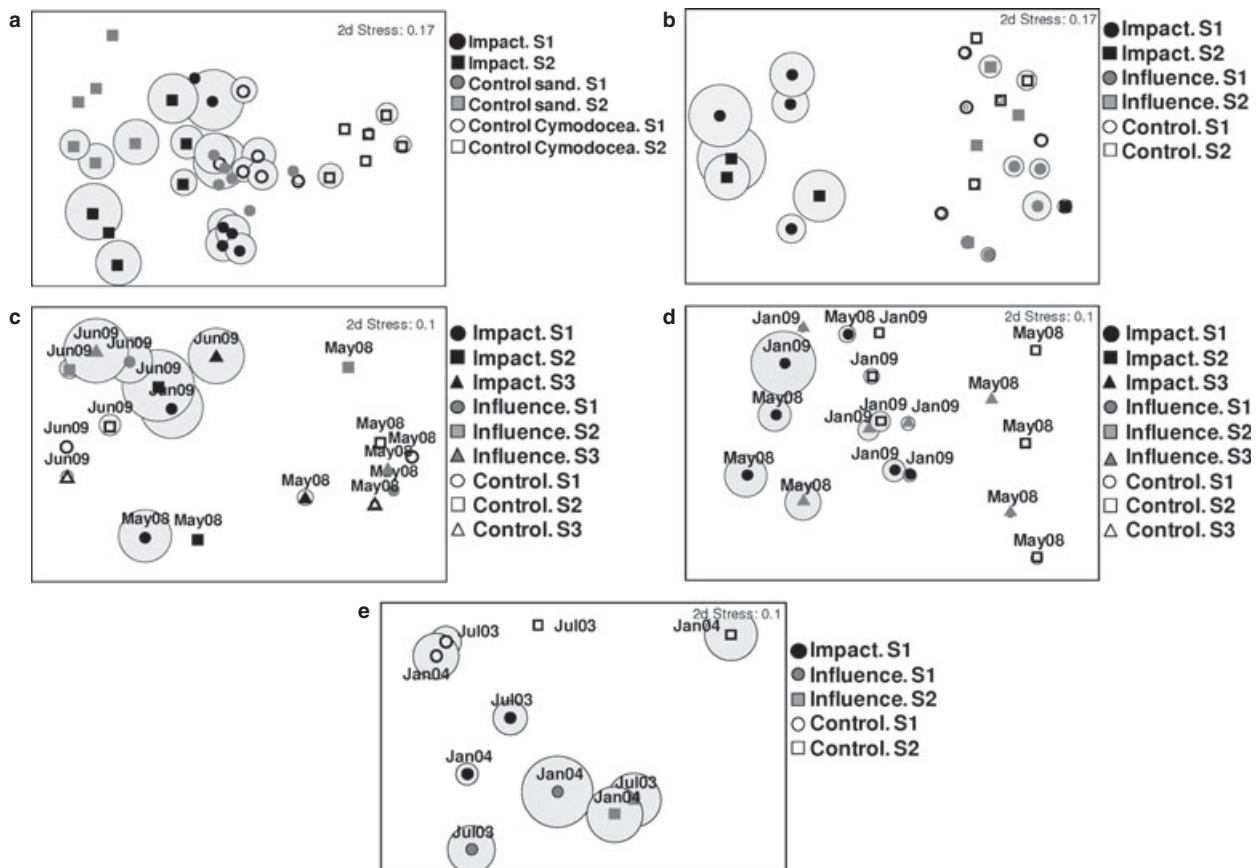 a
2d Stress: 0.17
Impact. S1
Impact. S2
Control sand. S1
Control sand. S2
Control Cymodocea. S1
Control Cymodocea. S2
b
2d Stress: 0.17
Impact. S1
Impact. S2
Influence. S1
Influence. S2
Control. S1
Control. S2
c
2d Stress: 0.1
Jun09
Jun09
Jun09
Jun09
Jun09
Jun09
Jun09
Jun09
Jun09
May08
May08
May08
May08
May08
May08
May08
May08
May08
Impact. S1
Impact. S2
Impact. S3
Influence. S1
Influence. S2
Influence. S3
Control. S1
Control. S2
Control. S3
d
2d Stress: 0.1
Jan09
May08
Jan09
May08
Jan09
Jan09
May08
May08
Jan09
Jan09
Jan09
May08
May08
Jan09
Jan09
May08
May08
May08
Impact. S1
Impact. S2
Impact. S3
Influence. S1
Influence. S2
Influence. S3
Control. S1
Control. S2
Control. S3
e
2d Stress: 0.1
Jul03
Jul03
Jan04
Jan04
Jul03
Jan04
Jan04
Jul03
Jan04
Jul03
Impact. S1
Influence. S1
Influence. S2
Control. S1
Control. S2